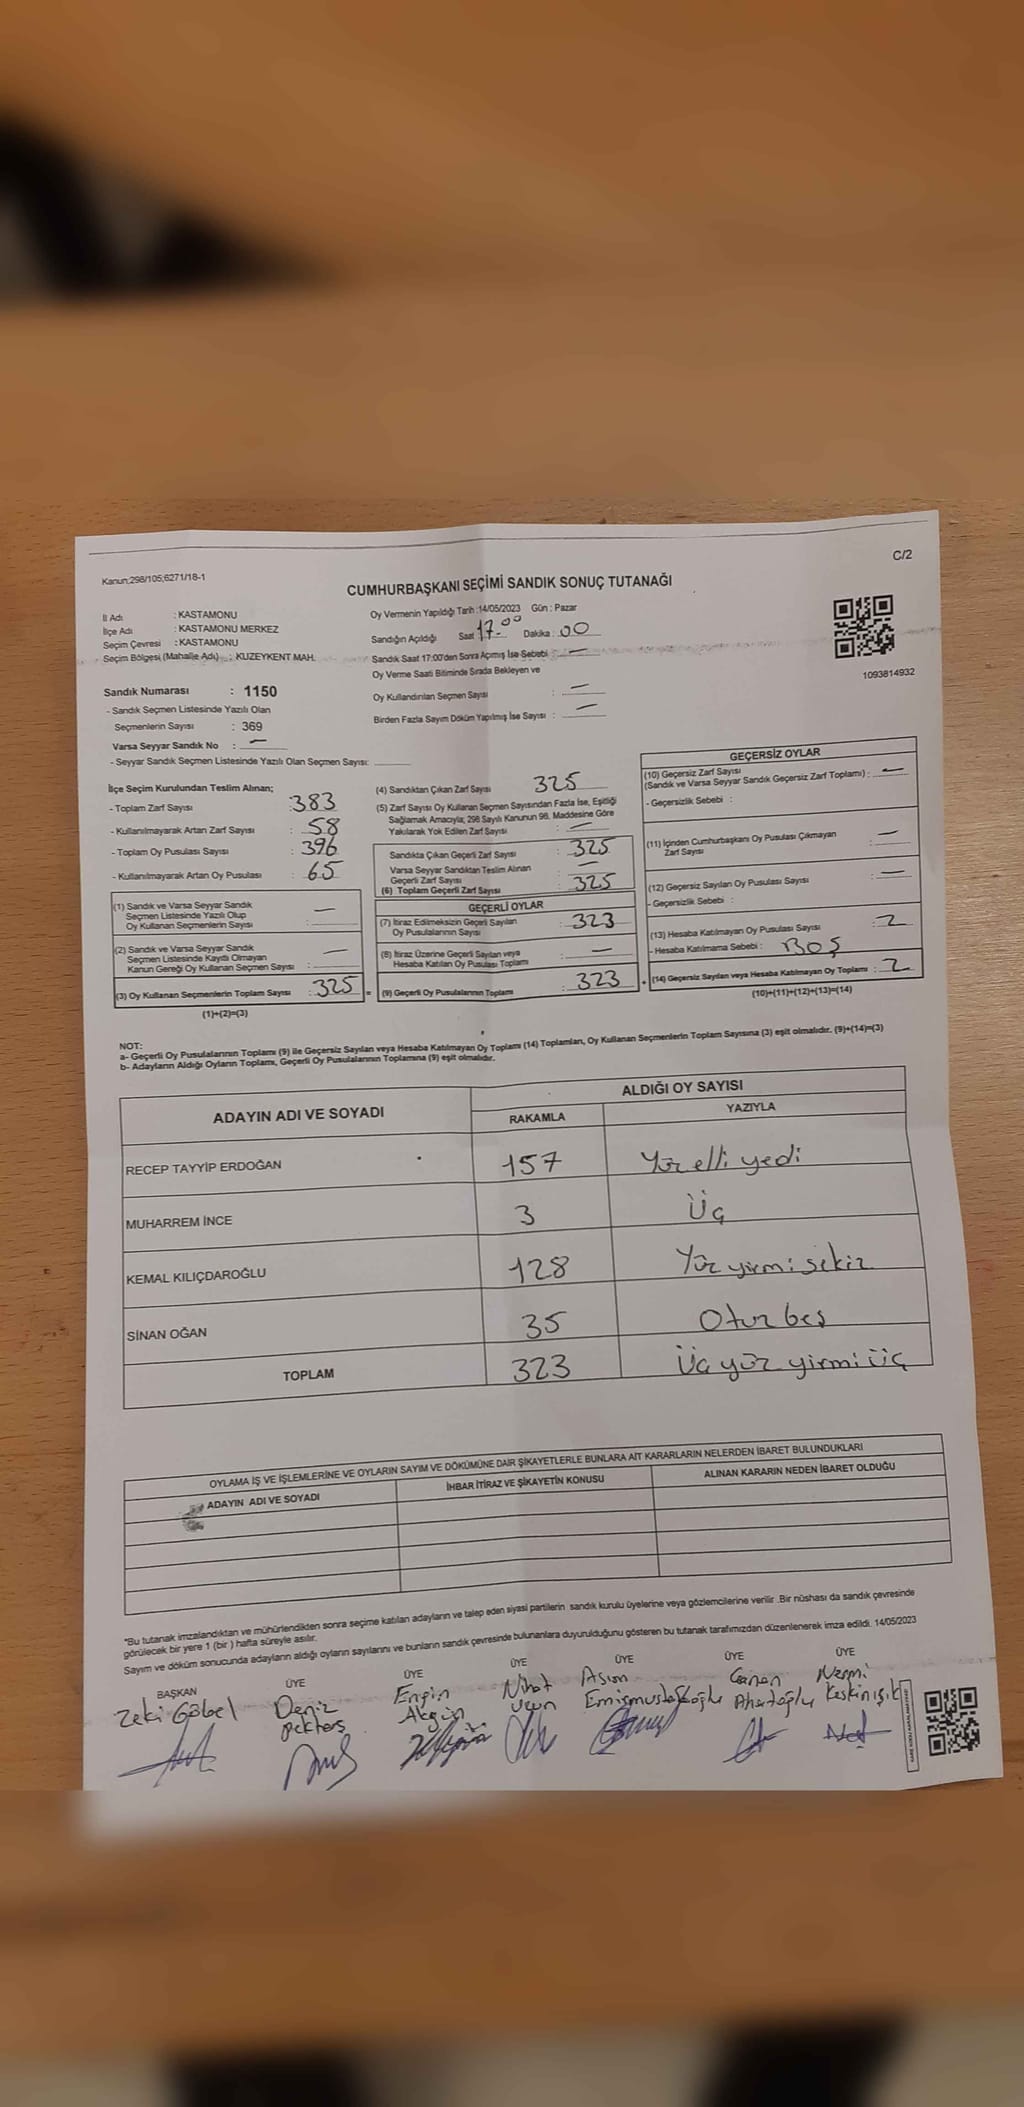 Kanun;298/105;6271/18-1
C/2
CUMHURBAŞKANI SEÇİMİ SANDIK SONUÇ TUTANAĞI
İl Adı : KASTAMONU
İlçe Adı : KASTAMONU MERKEZ
Seçim Çevresi : KASTAMONU
Seçim Bölgesi (Mahalle Adı) : KUZEYKENT MAH.
Oy Vermenin Yapıldığı Tarih :14/05/2023 Gün : Pazar
Sandığın Açıldığı Saat 17.00 Dakika : 00
Sandık Saat 17:00'den Sonra Açımış İse Sebebi : —
Oy Verme Saati Bitiminde Sırada Bekleyen ve
Oy Kullandırılan Seçmen Sayısı : —
Birden Fazla Sayım Döküm Yapılmış İse Sayısı : —
1093814932
Sandık Numarası : 1150
- Sandık Seçmen Listesinde Yazılı Olan
Seçmenlerin Sayısı : 369
Varsa Seyyar Sandık No : —
- Seyyar Sandık Seçmen Listesinde Yazılı Olan Seçmen Sayısı:
İlçe Seçim Kurulundan Teslim Alınan;
- Toplam Zarf Sayısı :383
- Kullanılmayarak Artan Zarf Sayısı : 58
- Toplam Oy Pusulası Sayısı : 396
- Kullanılmayarak Artan Oy Pusulası : 65
(1) Sandık ve Varsa Seyyar Sandık
Seçmen Listesinde Yazılı Olup
Oy Kullanan Seçmenlerin Sayısı : —
(2) Sandık ve Varsa Seyyar Sandık
Seçmen Listesinde Kayıtlı Olmayan
Kanun Gereği Oy Kullanan Seçmen Sayısı : —
(3) Oy Kullanan Seçmenlerin Toplam Sayısı : 325
(1)+(2)=(3)
(4) Sandıktan Çıkan Zarf Sayısı 325
(5) Zarf Sayısı Oy Kullanan Seçmen Sayısından Fazla İse, Eşitliği
Sağlamak Amacıyla; 298 Sayılı Kanunun 98. Maddesine Göre
Yakılarak Yok Edilen Zarf Sayısı : —
Sandıkta Çıkan Geçerli Zarf Sayısı : 325
Varsa Seyyar Sandıktan Teslim Alınan
Geçerli Zarf Sayısı : —
(6) Toplam Geçerli Zarf Sayısı : 325
GEÇERLİ OYLAR
(7) İtiraz Edilmeksizin Geçerli Sayılan
Oy Pusulalarının Sayısı : 323
(8) İtiraz Üzerine Geçerli Sayılan veya
Hesaba Katılan Oy Pusulası Toplamı : —
(9) Geçerli Oy Pusulalarının Toplamı : 323
GEÇERSİZ OYLAR
(10) Geçersiz Zarf Sayısı
(Sandık ve Varsa Seyyar Sandık Geçersiz Zarf Toplamı) : —
- Geçersizlik Sebebi :
(11) İçinden Cumhurbaşkanı Oy Pusulası Çıkmayan
Zarf Sayısı : —
(12) Geçersiz Sayılan Oy Pusulası Sayısı : —
- Geçersizlik Sebebi :
(13) Hesaba Katılmayan Oy Pusulası Sayısı : 2
- Hesaba Katılmama Sebebi : BOŞ
(14) Geçersiz Sayılan veya Hesaba Katılmayan Oy Toplamı : 2
(10)+(11)+(12)+(13)=(14)
NOT:
a- Geçerli Oy Pusulalarının Toplamı (9) ile Geçersiz Sayılan veya Hesaba Katılmayan Oy Toplamı (14) Toplamları, Oy Kullanan Seçmenlerin Toplam Sayısına (3) eşit olmalıdır. (9)+(14)=(3)
b- Adayların Aldığı Oyların Toplamı, Geçerli Oy Pusulalarının Toplamına (9) eşit olmalıdır.
ADAYIN ADI VE SOYADI
ALDIĞI OY SAYISI
RAKAMLA YAZIYLA
RECEP TAYYİP ERDOĞAN 157 Yüz elli yedi
MUHARREM İNCE 3 Üç
KEMAL KILIÇDAROĞLU 128 Yüz yirmi sekiz
SİNAN OĞAN 35 Otuz beş
TOPLAM 323 Üç yüz yirmi üç
OYLAMA İŞ VE İŞLEMLERİNE VE OYLARIN SAYIM VE DÖKÜMÜNE DAİR ŞİKAYETLERLE BUNLARA AİT KARARLARIN NELERDEN İBARET BULUNDUKLARI
ADAYIN ADI VE SOYADI İHBAR İTİRAZ VE ŞİKAYETİN KONUSU ALINAN KARARIN NEDEN İBARET OLDUĞU
*Bu tutanak imzalandıktan ve mühürlendikten sonra seçime katılan adayların ve talep eden siyasi partilerin sandık kurulu üyelerine veya gözlemcilerine verilir .Bir nüshası da sandık çevresinde
görülecek bir yere 1 (bir ) hafta süreyle asılır.
Sayım ve döküm sonucunda adayların aldığı oyların sayılarını ve bunların sandık çevresinde bulunanlara duyurulduğunu gösteren bu tutanak tarafımızdan düzenlenerek imza edildi. 14/05/2023
BAŞKAN ÜYE ÜYE ÜYE ÜYE ÜYE ÜYE
Zeki Göbel Deniz Engin Nihat Asım Canan Nesmi
Pektaş Akgün Uzun Emişmustafaoğlu Ahatoğlu Keskinışık